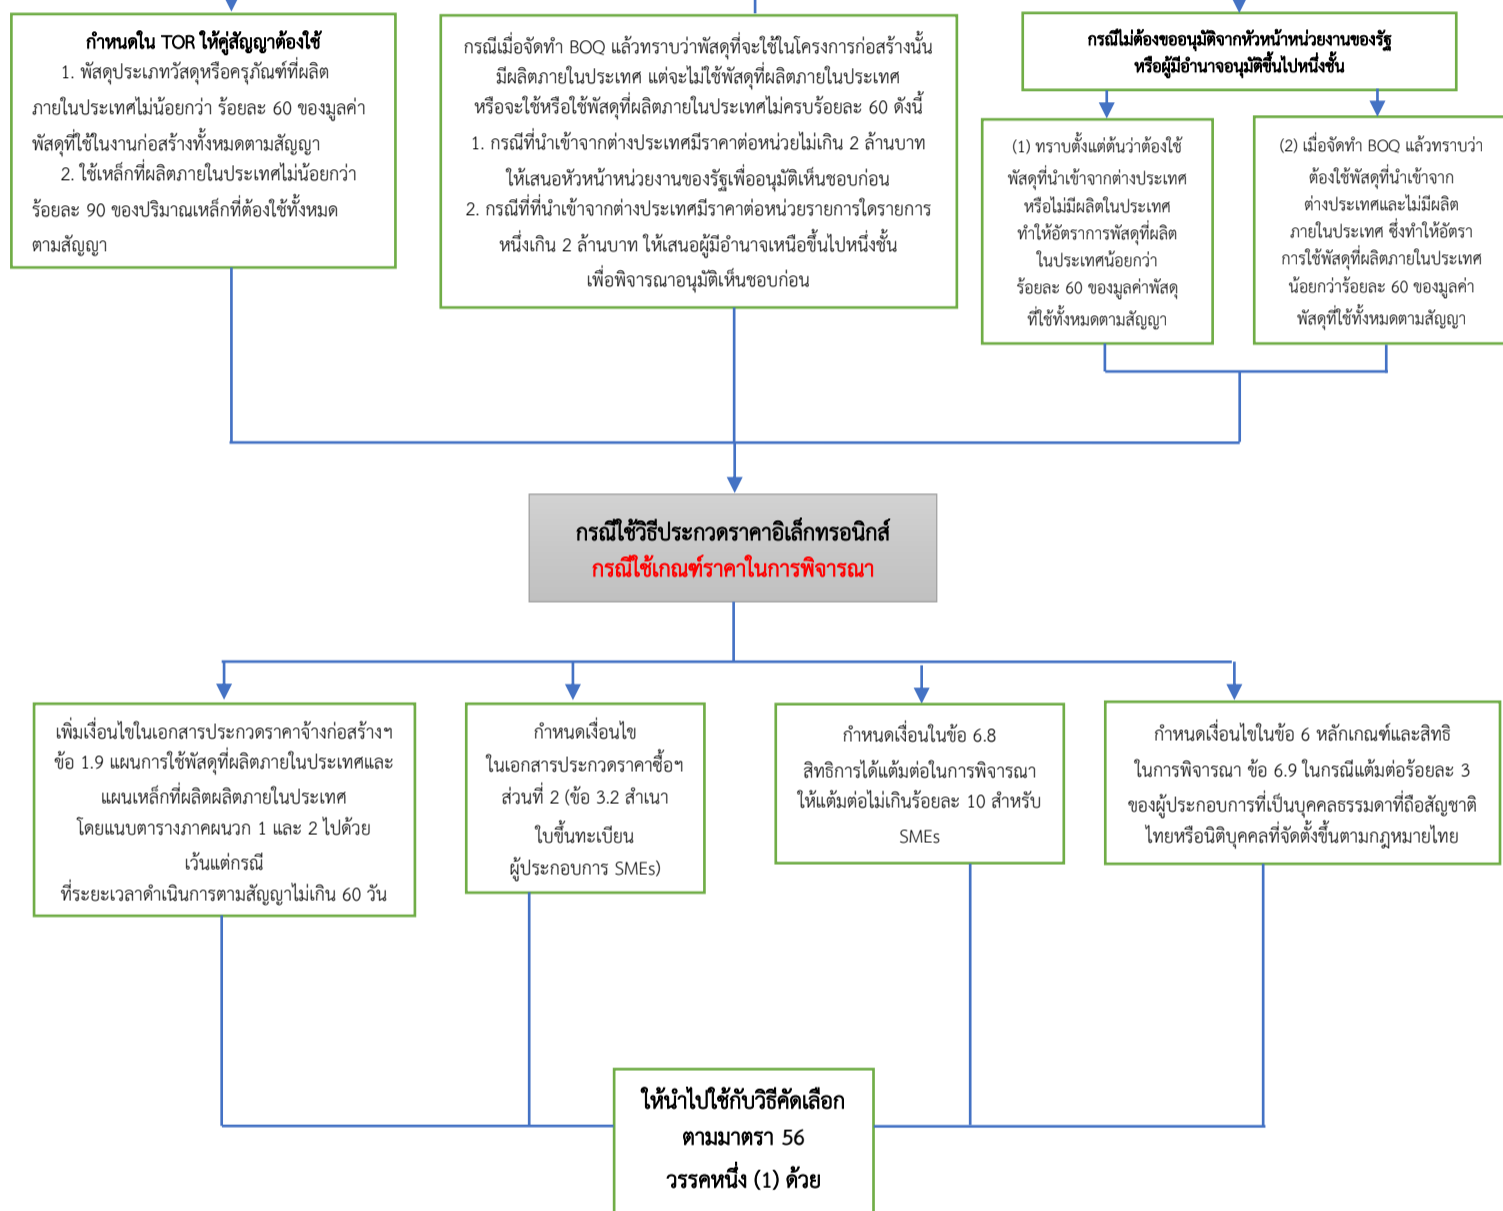 กำหนดใน TOR ให้คู่สัญญาต้องใช้
1. พัสดุประเภทวัสดุหรือครุภัณฑ์ที่ผลิต
ภายในประเทศไม่น้อยกว่า ร้อยละ 60 ของมูลค่า
พัสดุที่ใช้ในงานก่อสร้างทั้งหมดตามสัญญา
2. ใช้เหล็กที่ผลิตภายในประเทศไม่น้อยกว่า
ร้อยละ 90 ของปริมาณเหล็กที่ต้องใช้ทั้งหมด
ตามสัญญา
กรณีเมื่อจัดทำ BOQ แล้วทราบว่าพัสดุที่จะใช้ในโครงการก่อสร้างนั้น
มีผลิตภายในประเทศ แต่จะไม่ใช้พัสดุที่ผลิตภายในประเทศ
หรือจะใช้หรือใช้พัสดุที่ผลิตภายในประเทศไม่ครบร้อยละ 60 ดังนี้
1. กรณีที่นำเข้าจากต่างประเทศมีราคาต่อหน่วยไม่เกิน 2 ล้านบาท
ให้เสนอหัวหน้าหน่วยงานของรัฐเพื่ออนุมัติเห็นชอบก่อน
2. กรณีที่ที่นำเข้าจากต่างประเทศมีราคาต่อหน่วยรายการใดรายการ
หนึ่งเกิน 2 ล้านบาท ให้เสนอผู้มีอำนาจเหนือขึ้นไปหนึ่งชั้น
เพื่อพิจารณาอนุมัติเห็นชอบก่อน
กรณีไม่ต้องขออนุมัติจากหัวหน้าหน่วยงานของรัฐ
หรือผู้มีอำนาจอนุมัติขึ้นไปหนึ่งชั้น
(1) ทราบตั้งแต่ต้นว่าต้องใช้
พัสดุที่นำเข้าจากต่างประเทศ
หรือไม่มีผลิตในประเทศ
ทำให้อัตราการพัสดุที่ผลิต
ในประเทศน้อยกว่า
ร้อยละ 60 ของมูลค่าพัสดุ
ที่ใช้ทั้งหมดตามสัญญา
(2) เมื่อจัดทำ BOQ แล้วทราบว่า
ต้องใช้พัสดุที่นำเข้าจาก
ต่างประเทศและไม่มีผลิต
ภายในประเทศ ซึ่งทำให้อัตรา
การใช้พัสดุที่ผลิตภายในประเทศ
น้อยกว่าร้อยละ 60 ของมูลค่า
พัสดุที่ใช้ทั้งหมดตามสัญญา
กรณีใช้วิธีประกวดราคาอิเล็กทรอนิกส์
กรณีใช้เกณฑ์ราคาในการพิจารณา
เพิ่มเงื่อนไขในเอกสารประกวดราคาจ้างก่อสร้างฯ
ข้อ 1.9 แผนการใช้พัสดุที่ผลิตภายในประเทศและ
แผนเหล็กที่ผลิตผลิตภายในประเทศ
โดยแนบตารางภาคผนวก 1 และ 2 ไปด้วย
เว้นแต่กรณี
ที่ระยะเวลาดำเนินการตามสัญญาไม่เกิน 60 วัน
กำหนดเงื่อนไข
ในเอกสารประกวดราคาซื้อฯ
ส่วนที่ 2 (ข้อ 3.2 สำเนา
ใบขึ้นทะเบียน
ผู้ประกอบการ SMEs)
กำหนดเงื่อนในข้อ 6.8
สิทธิการได้แต้มต่อในการพิจารณา
ให้แต้มต่อไม่เกินร้อยละ 10 สำหรับ
SMEs
กำหนดเงื่อนไขในข้อ 6 หลักเกณฑ์และสิทธิ
ในการพิจารณา ข้อ 6.9 ในกรณีแต้มต่อร้อยละ 3
ของผู้ประกอบการที่เป็นบุคคลธรรมดาที่ถือสัญชาติ
ไทยหรือนิติบุคคลที่จัดตั้งขึ้นตามกฎหมายไทย
ให้นำไปใช้กับวิธีคัดเลือก
ตามมาตรา 56
วรรคหนึ่ง (1) ด้วย